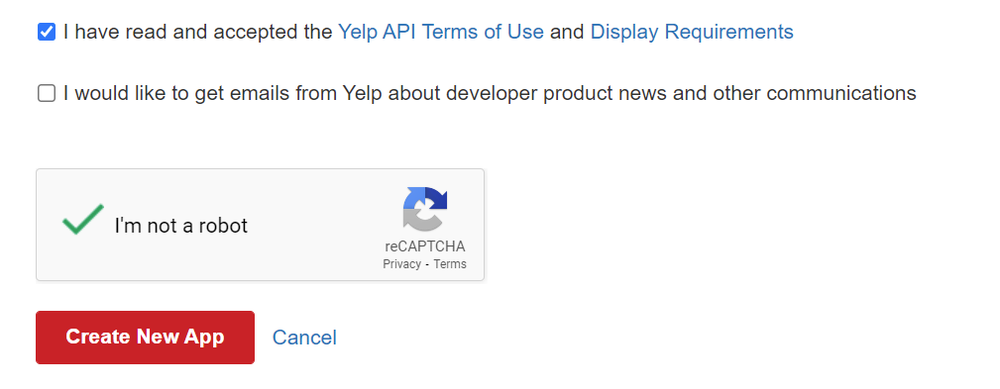 I have read and accepted the Yelp API Terms of Use and Display Requirements
I would like to get emails from Yelp about developer product news and other communications
I'm not a robot
reCAPTCHA
Privacy - Terms
Create New App Cancel